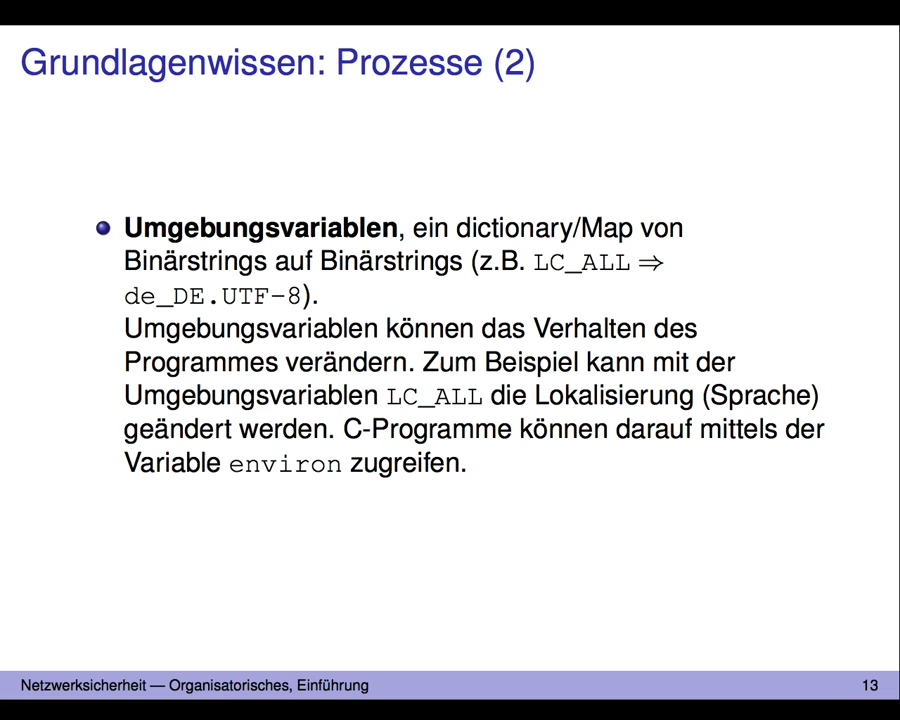 Grundlagenwissen: Prozesse (2)
Umgebungsvariablen, ein dictionary/Map von
Binärstrings auf Binärstrings (z.B. LC_ALL ⇒
de_DE.UTF-8).
Umgebungsvariablen können das Verhalten des
Programmes verändern. Zum Beispiel kann mit der
Umgebungsvariablen LC_ALL die Lokalisierung (Sprache)
geändert werden. C-Programme können darauf mittels der
Variable environ zugreifen.
Netzwerksicherheit — Organisatorisches, Einführung
13